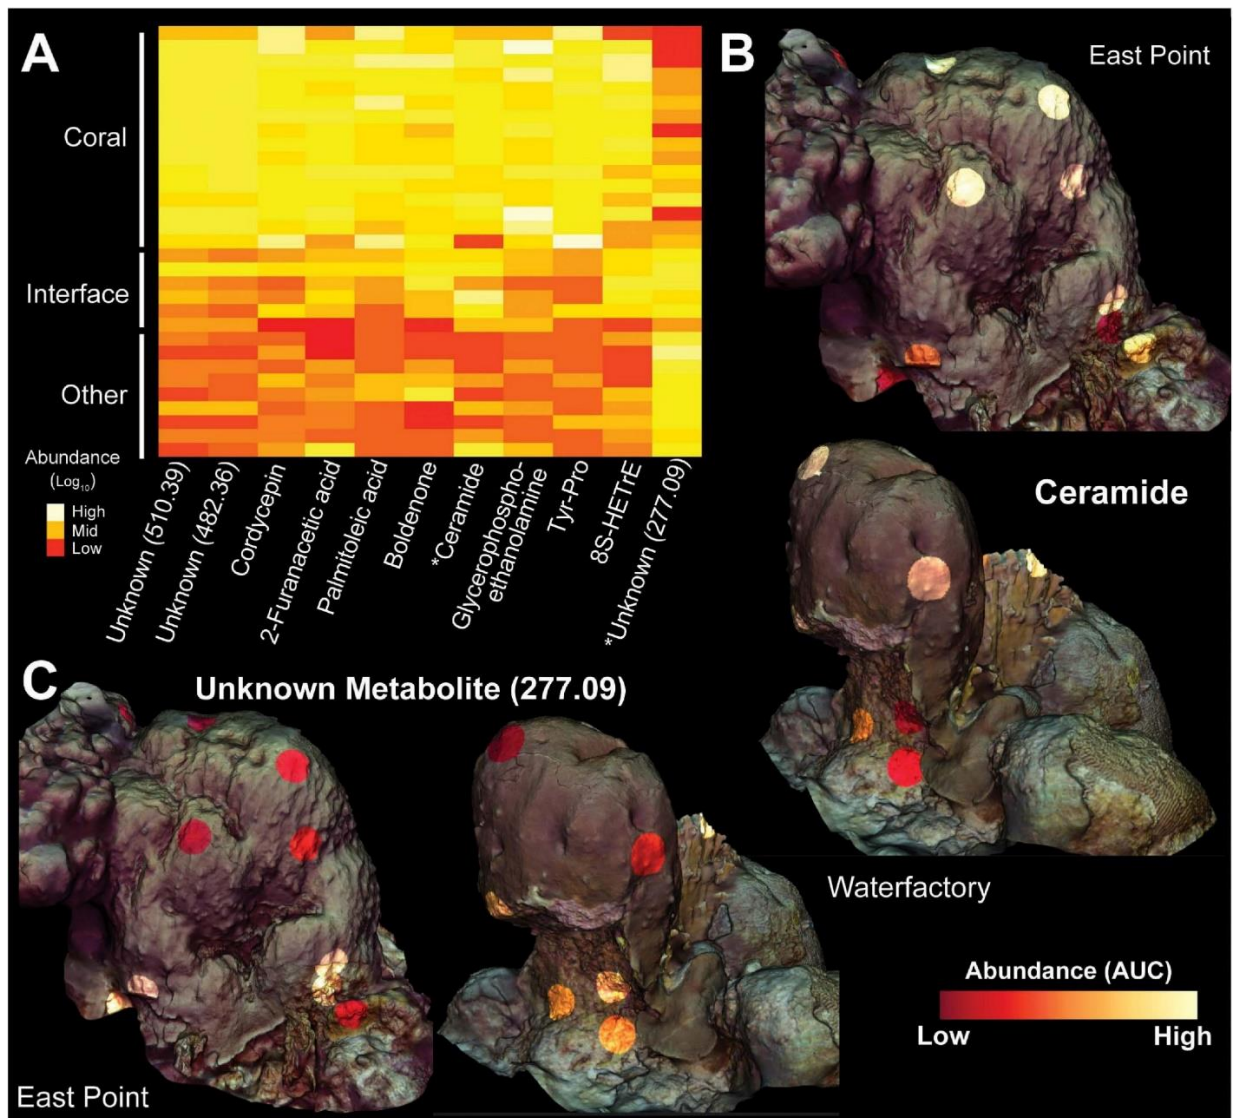 A
B
East Point
Coral
Interface
Other
Abundance
(Log₁₀)
High
Mid
Low
Unknown (510.39)
Unknown (482.36)
Cordycepin
2-Furanacetic acid
Palmitoleic acid
Boldenone
*Ceramide
Glycerophospho-
ethanolamine
Tyr-Pro
8S-HETrE
*Unknown (277.09)
Ceramide
C
Unknown Metabolite (277.09)
Waterfactory
Abundance (AUC)
Low
High
East Point